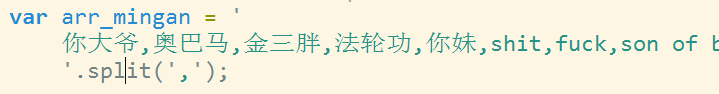 var arr_mingan = '
你大爷,奥巴马,金三胖,法轮功,你妹,shit,fuck,son of b
'.split(',');